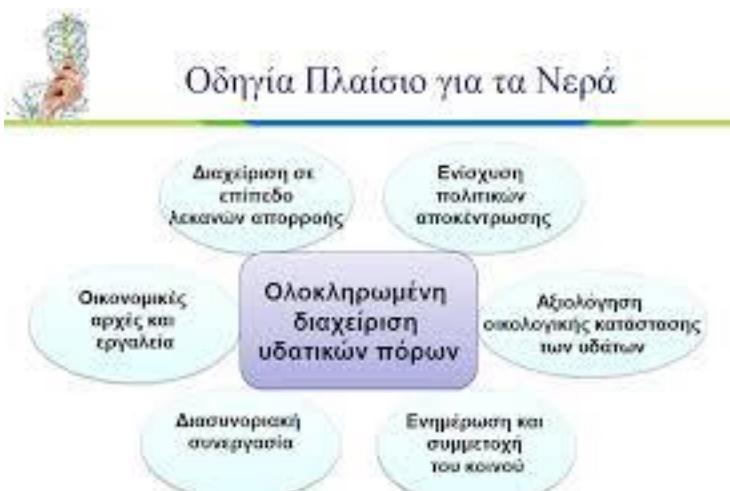 Οδηγία Πλαίσιο για τα Νερά
Διαχείριση σε
επίπεδο
λεκανών απορροής
Ενίσχυση
πολιτικών
αποκέντρωσης
Οικονομικές
αρχές και
εργαλεία
Ολοκληρωμένη
διαχείριση
υδατικών πόρων
Αξιολόγηση
οικολογικής κατάστασης
των υδάτων
Διασυνοριακή
συνεργασία
Ενημέρωση και
συμμετοχή
του κοινού